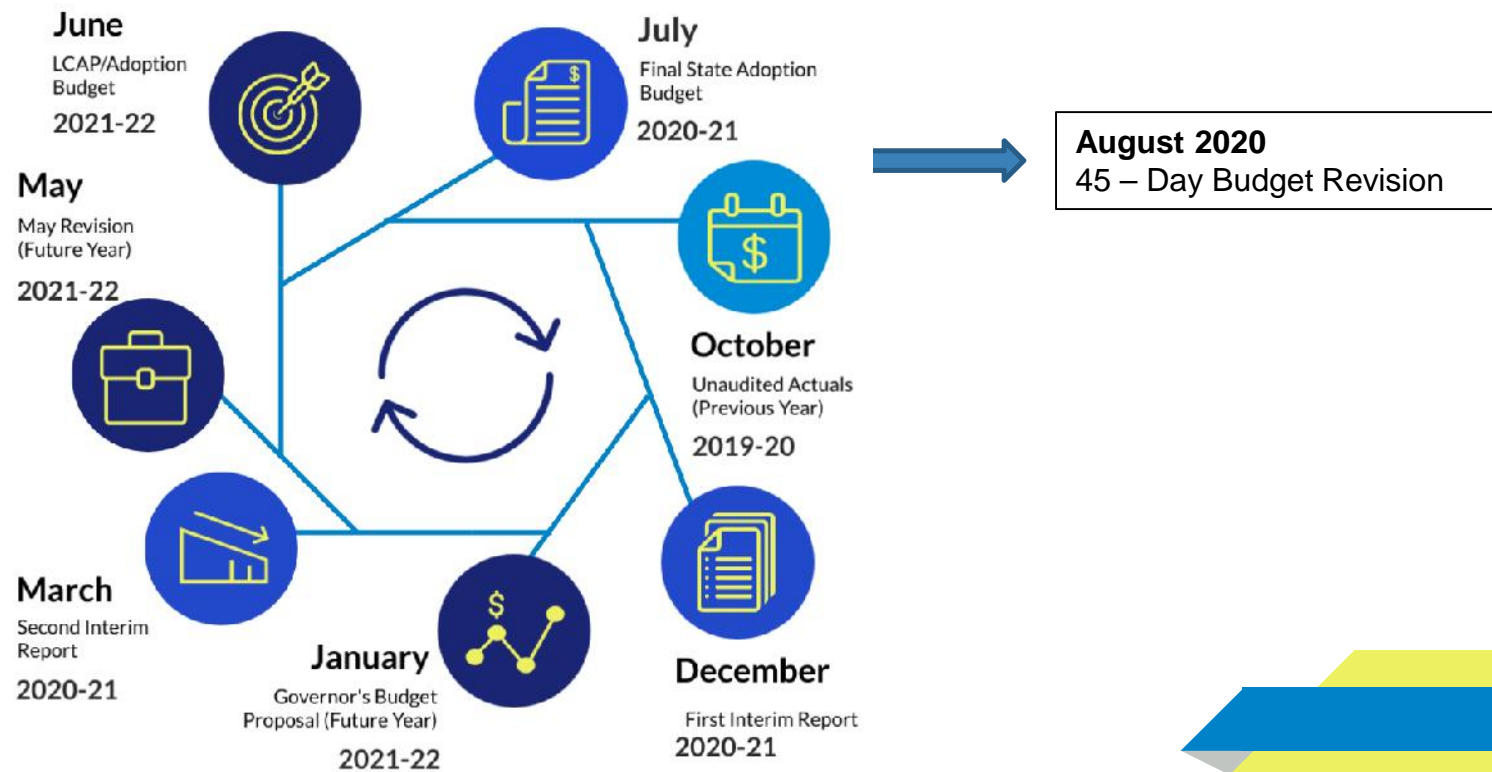 June
LCAP/Adoption
Budget
2021-22
July
Final State Adoption
Budget
2020-21
August 2020
45 – Day Budget Revision
May
May Revision
(Future Year)
2021-22
$
$
October
Unaudited Actuals
(Previous Year)
2019-20
March
Second Interim
Report
2020-21
$
January
Governor's Budget
Proposal (Future Year)
2021-22
December
First Interim Report
2020-21